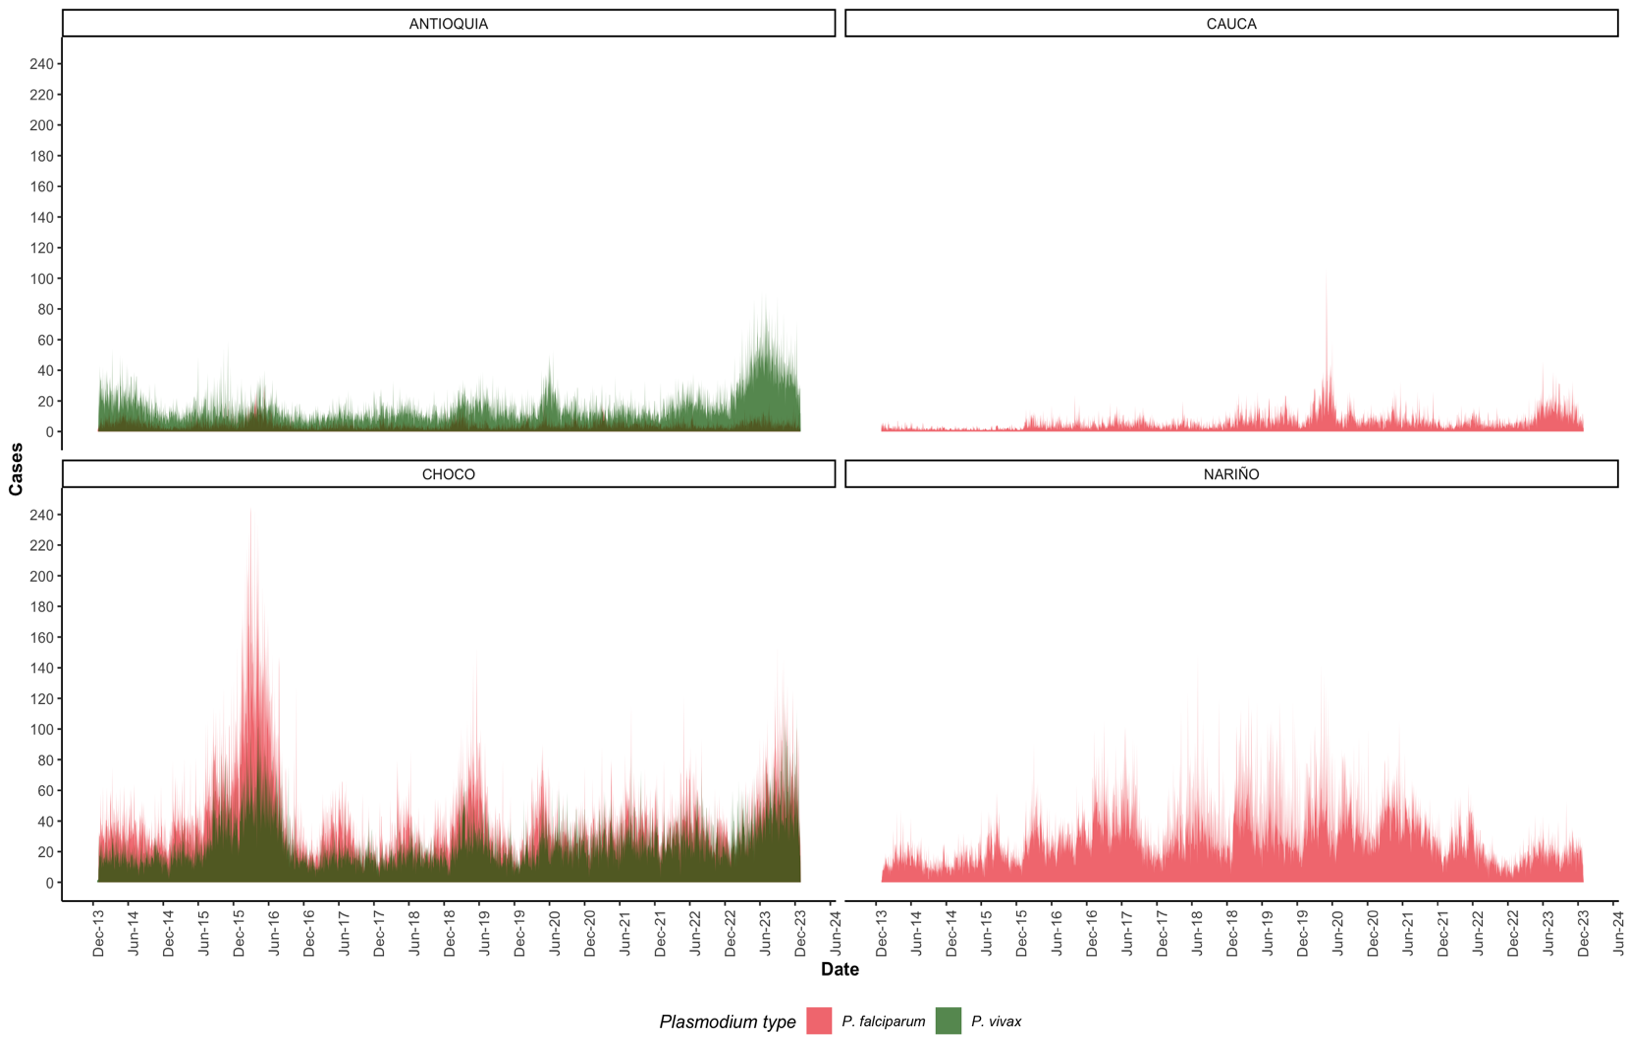 ANTIOQUIA
CAUCA
240
220
200
180
160
140
120
100
80
60
40
20
0
Cases
CHOCO
NARIÑO
240
220
200
180
160
140
120
100
80
60
40
20
0
Dec-13 Jun-14 Dec-14 Jun-15 Dec-15 Jun-16 Dec-16 Jun-17 Dec-17 Jun-18 Dec-18 Jun-19 Dec-19 Jun-20 Dec-20 Jun-21 Dec-21 Jun-22 Dec-22 Jun-23 Dec-23 Jun-24
Dec-13 Jun-14 Dec-14 Jun-15 Dec-15 Jun-16 Dec-16 Jun-17 Dec-17 Jun-18 Dec-18 Jun-19 Dec-19 Jun-20 Dec-20 Jun-21 Dec-21 Jun-22 Dec-22 Jun-23 Dec-23 Jun-24
Date
Plasmodium type P. falciparum P. vivax